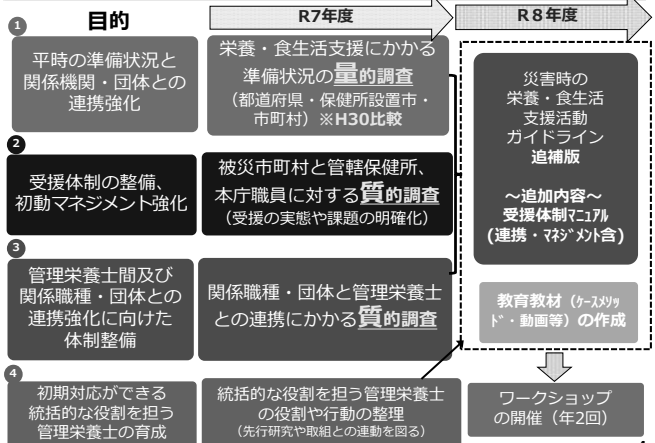 目的
R7年度
R８年度
1
平時の準備状況と
関係機関・団体との
連携強化
栄養・食生活支援にかかる
準備状況の量的調査
（都道府県・保健所設置市・
市町村）※H30比較
2
受援体制の整備、
初動マネジメント強化
被災市町村と管轄保健所、
本庁職員に対する質的調査
（受援の実態や課題の明確化）
3
管理栄養士間及び
関係職種・団体との
連携強化に向けた
体制整備
関係職種・団体と管理栄養士
との連携にかかる質的調査
4
初期対応ができる
統括的な役割を担う
管理栄養士の育成
統括的な役割を担う管理栄養士
の役割や行動の整理
（先行研究や取組との連動を図る）
災害時の
栄養・食生活
支援活動
ガイドライン
追補版
～追加内容～
受援体制ﾏﾆｭｱﾙ
(連携・ﾏﾈｼﾞﾒﾝﾄ含)
教育教材（ｹｰｽﾒｿｯ
ﾄﾞ・動画等）の作成
ワークショップ
の開催（年2回）